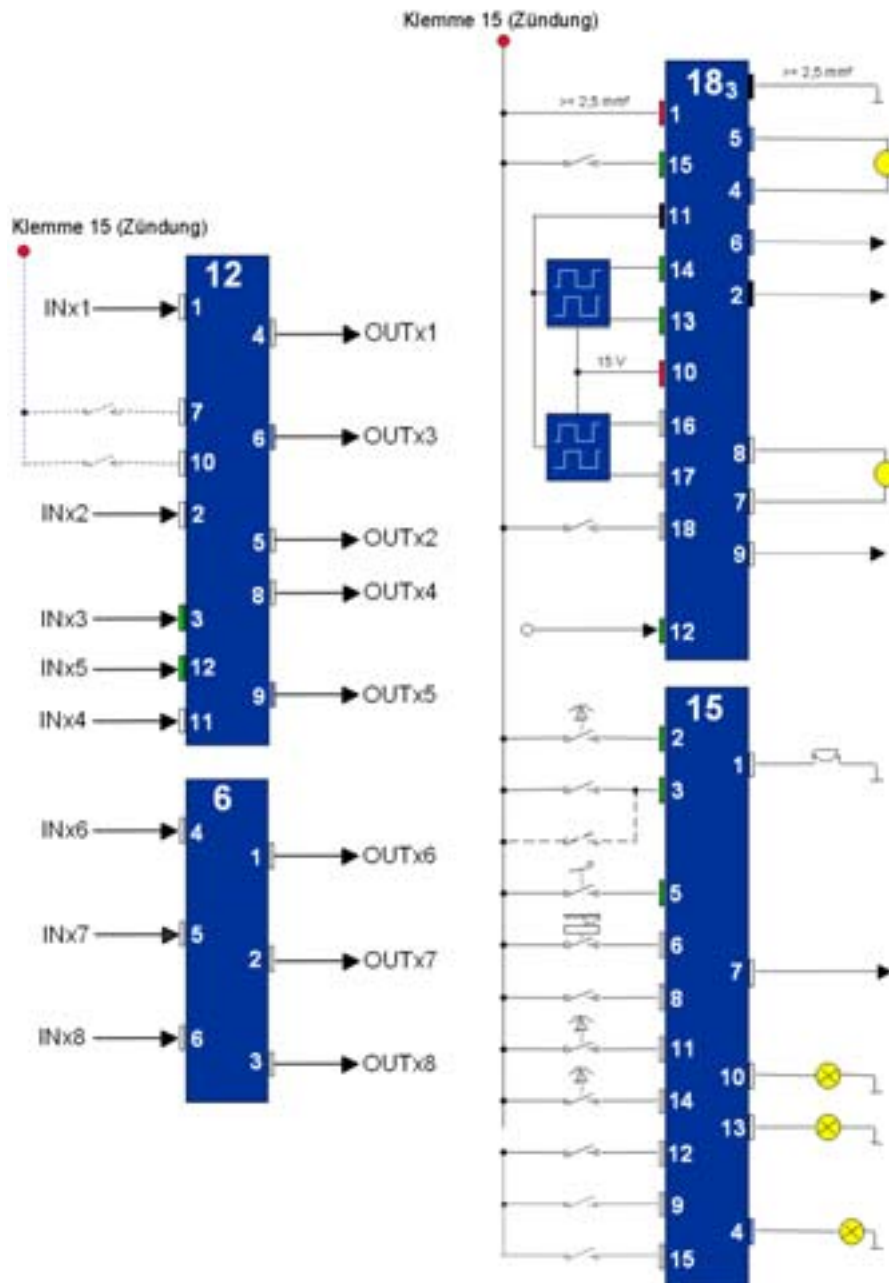 Klemme 15 (Zündung)
>= 2,5 mm²
18
3
>= 2,5 mm²
1
5
15
4
11
6
14
2
13
15 V
10
16
8
17
7
18
9
12
Klemme 15 (Zündung)
12
INx1
1
4
OUTx1
7
6
OUTx3
10
INx2
2
5
OUTx2
8
OUTx4
INx3
3
INx5
12
9
OUTx5
INx4
11
6
INx6
4
1
OUTx6
INx7
5
2
OUTx7
INx8
6
3
OUTx8
15
2
1
3
5
6
7
8
11
10
14
13
12
9
4
15